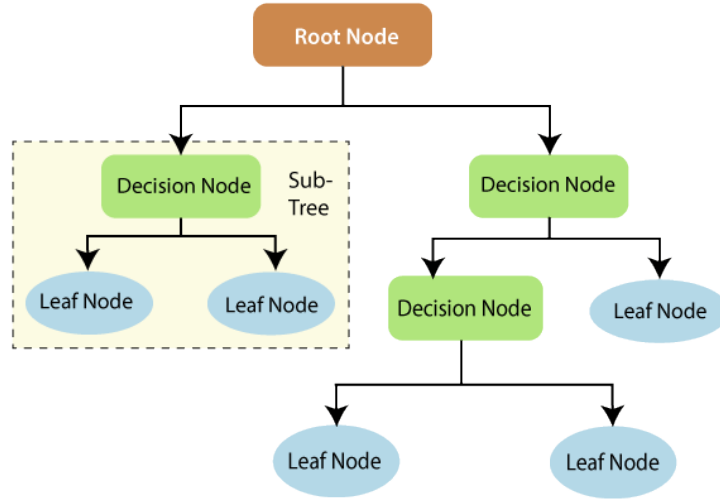 Root Node
Decision Node
Sub-
Tree
Decision Node
Leaf Node
Leaf Node
Decision Node
Leaf Node
Leaf Node
Leaf Node